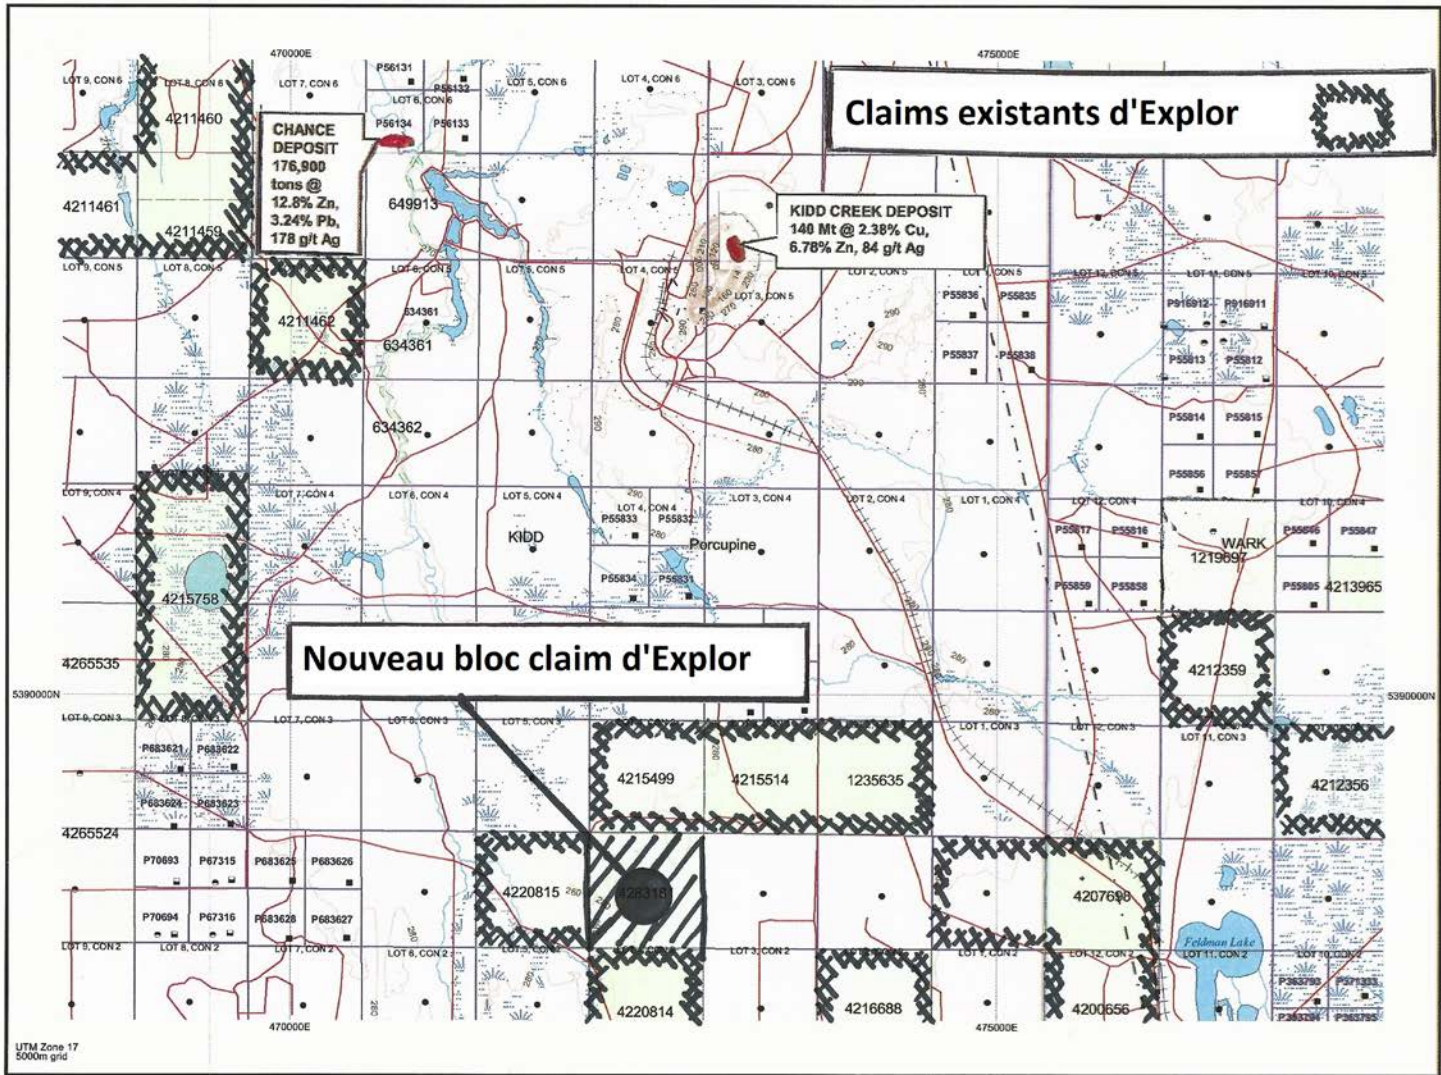 470000E
475000E
P56131
LOT 9, CON 6
LOT 8, CON 6
LOT 7, CON 6
P56132
LOT 5, CON 6
LOT 4, CON 6
LOT 3, CON 6
LOT 6, CON 6
Claims existants d'Explor
4211460
P56134
P56133
CHANCE
DEPOSIT
176,900
tons @
12.8% Zn,
3.24% Pb,
178 g/t Ag
4211461
649913
4211459
KIDD CREEK DEPOSIT
140 Mt @ 2.38% Cu,
6.78% Zn, 84 g/t Ag
LOT 9, CON 5
LOT 8, CON 5
LOT 6, CON 5
LOT 5, CON 5
LOT 4, CON 5
LOT 3, CON 5
LOT 2, CON 5
LOT 12, CON 5
LOT 11, CON 5
LOT 10, CON 5
P55836
P55835
P916912
P916911
4211462
634361
634361
P55837
P55838
P55813
P55812
634362
P55814
P55815
P55856
P55857
LOT 9, CON 4
LOT 7, CON 4
LOT 6, CON 4
LOT 5, CON 4
LOT 4, CON 4
LOT 3, CON 4
LOT 2, CON 4
LOT 1, CON 4
LOT 12, CON 4
LOT 10, CON 4
P55833
P55832
P55817
P55816
P55846
P55847
KIDD
Porcupine
WARK
1219697
P55834
P55831
P55859
P55858
P55805
4213965
4215758
4265535
Nouveau bloc claim d'Explor
4212359
5390000N
5390000N
LOT 9, CON 3
LOT 7, CON 3
LOT 5, CON 3
LOT 1, CON 3
LOT 12, CON 3
LOT 11, CON 3
P683621
P683622
4215499
4215514
1235635
4212356
P683624
P683623
4265524
P70693
P67315
P683625
P683626
4220815
4283181
4207698
P70694
P67316
P683628
P683627
Feldman Lake
LOT 9, CON 2
LOT 8, CON 2
LOT 7, CON 2
LOT 6, CON 2
LOT 3, CON 2
LOT 12, CON 2
LOT 11, CON 2
LOT 10, CON 2
4220814
4216688
4200656
470000E
475000E
UTM Zone 17
5000m grid